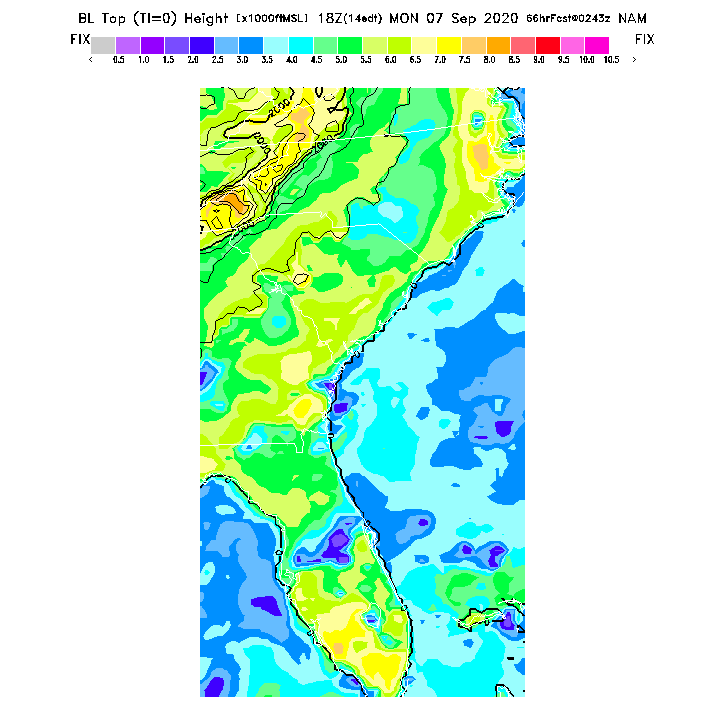 BL Top (TI=0) Height [x1000ftMSL] 18Z(14edt) MON 07 Sep 2020 66hrFcst@0243z NAM
FIX FIX
< 0.5 1.0 1.5 2.0 2.5 3.0 3.5 4.0 4.5 5.0 5.5 6.0 6.5 7.0 7.5 8.0 8.5 9.0 9.5 10.0 10.5 >
2000
2000